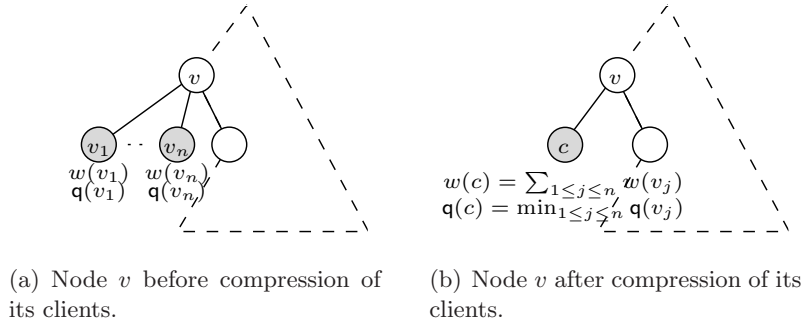 v
v
v₁ · · vₙ
c
w(v₁) w(vₙ)
q(v₁) q(vₙ)
w(c) = ∑₁≤j≤n w(vⱼ)
q(c) = min₁≤j≤n q(vⱼ)
(a) Node v before compression of
its clients.
(b) Node v after compression of its
clients.